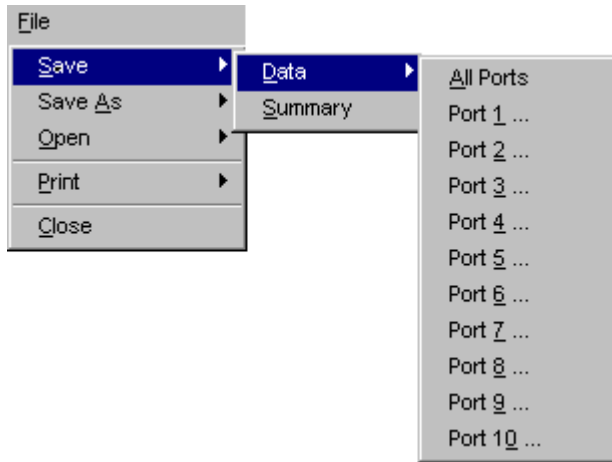 File
Save
Save As
Open
Print
Close
Data
Summary
All Ports
Port 1 ...
Port 2 ...
Port 3 ...
Port 4 ...
Port 5 ...
Port 6 ...
Port 7 ...
Port 8 ...
Port 9 ...
Port 10 ...